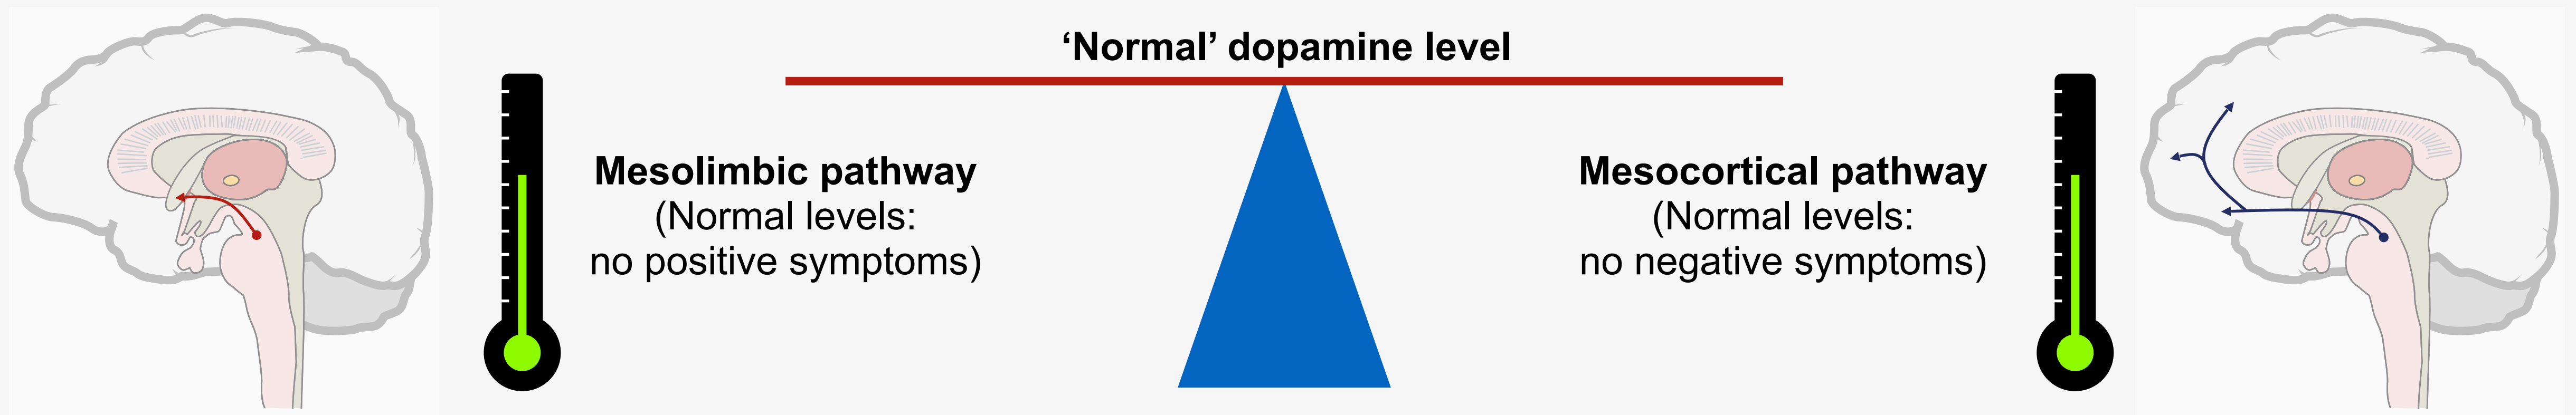 ‘Normal’ dopamine level
Mesolimbic pathway
(Normal levels:
no positive symptoms)
Mesocortical pathway
(Normal levels:
no negative symptoms)